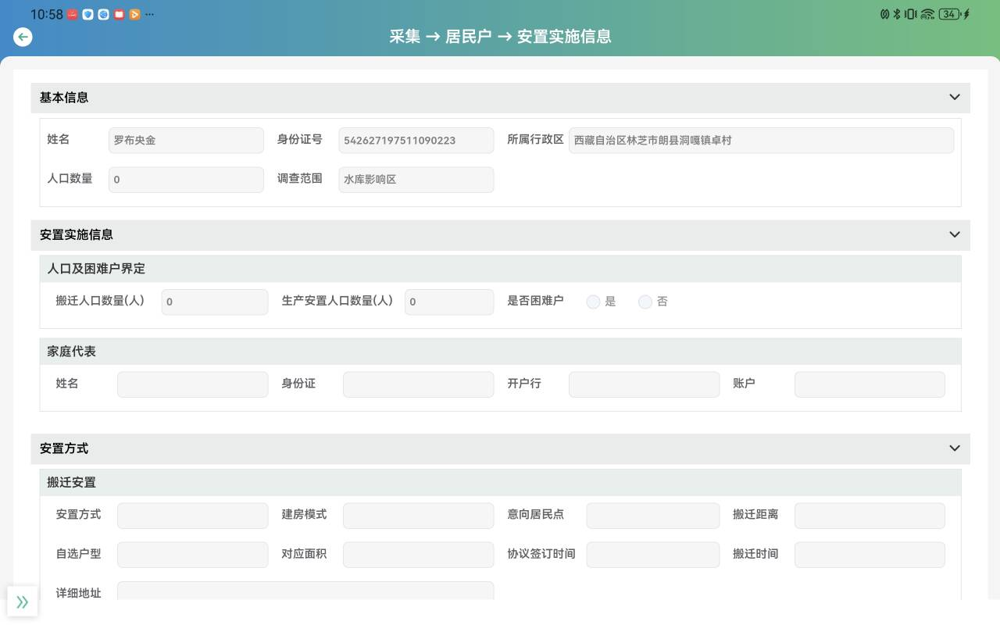 10:58 ··· 34
采集 → 居民户 → 安置实施信息
基本信息
姓名 罗布央金 身份证号 542627197511090223 所属行政区 西藏自治区林芝市朗县洞嘎镇卓村
人口数量 0 调查范围 水库影响区
安置实施信息
人口及困难户界定
搬迁人口数量(人) 0 生产安置人口数量(人) 0 是否困难户 是 否
家庭代表
姓名 身份证 开户行 账户
安置方式
搬迁安置
安置方式 建房模式 意向居民点 搬迁距离
自选户型 对应面积 协议签订时间 搬迁时间
详细地址